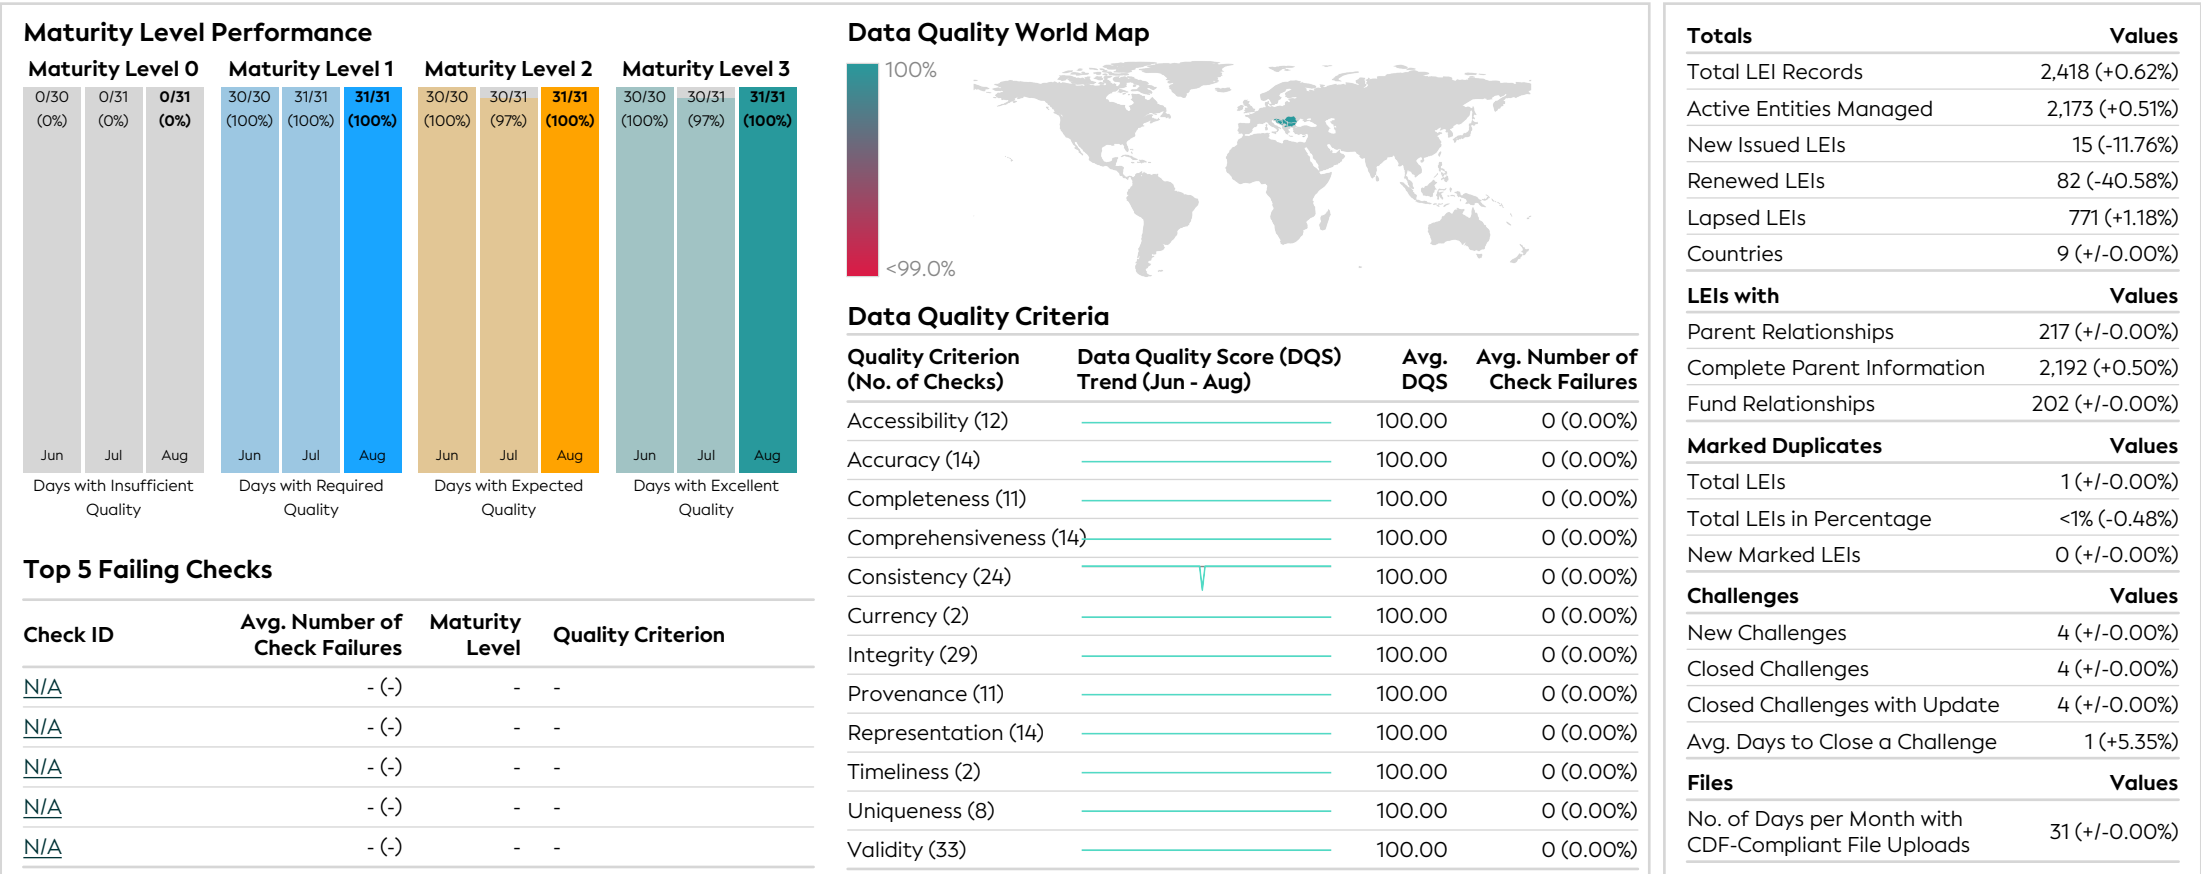 Maturity Level Performance
Maturity Level 0 Maturity Level 1 Maturity Level 2 Maturity Level 3
0/30 0/31 0/31 30/30 31/31 31/31 30/30 30/31 31/31 30/30 30/31 31/31
(0%) (0%) (0%) (100%) (100%) (100%) (100%) (97%) (100%) (100%) (97%) (100%)
Jun Jul Aug Jun Jul Aug Jun Jul Aug Jun Jul Aug
Days with Insufficient Days with Required Days with Expected Days with Excellent
Quality Quality Quality Quality
Top 5 Failing Checks
Check ID Avg. Number of Check Failures Maturity Level Quality Criterion
N/A - (-) - -
N/A - (-) - -
N/A - (-) - -
N/A - (-) - -
N/A - (-) - -
Data Quality World Map
100%
<99.0%
Data Quality Criteria
Quality Criterion Data Quality Score (DQS) Avg. Avg. Number of
(No. of Checks) Trend (Jun - Aug) DQS Check Failures
Accessibility (12) 100.00 0 (0.00%)
Accuracy (14) 100.00 0 (0.00%)
Completeness (11) 100.00 0 (0.00%)
Comprehensiveness (14) 100.00 0 (0.00%)
Consistency (24) 100.00 0 (0.00%)
Currency (2) 100.00 0 (0.00%)
Integrity (29) 100.00 0 (0.00%)
Provenance (11) 100.00 0 (0.00%)
Representation (14) 100.00 0 (0.00%)
Timeliness (2) 100.00 0 (0.00%)
Uniqueness (8) 100.00 0 (0.00%)
Validity (33) 100.00 0 (0.00%)
Totals Values
Total LEI Records 2,418 (+0.62%)
Active Entities Managed 2,173 (+0.51%)
New Issued LEIs 15 (-11.76%)
Renewed LEIs 82 (-40.58%)
Lapsed LEIs 771 (+1.18%)
Countries 9 (+/-0.00%)
LEIs with Values
Parent Relationships 217 (+/-0.00%)
Complete Parent Information 2,192 (+0.50%)
Fund Relationships 202 (+/-0.00%)
Marked Duplicates Values
Total LEIs 1 (+/-0.00%)
Total LEIs in Percentage <1% (-0.48%)
New Marked LEIs 0 (+/-0.00%)
Challenges Values
New Challenges 4 (+/-0.00%)
Closed Challenges 4 (+/-0.00%)
Closed Challenges with Update 4 (+/-0.00%)
Avg. Days to Close a Challenge 1 (+5.35%)
Files Values
No. of Days per Month with
CDF-Compliant File Uploads 31 (+/-0.00%)